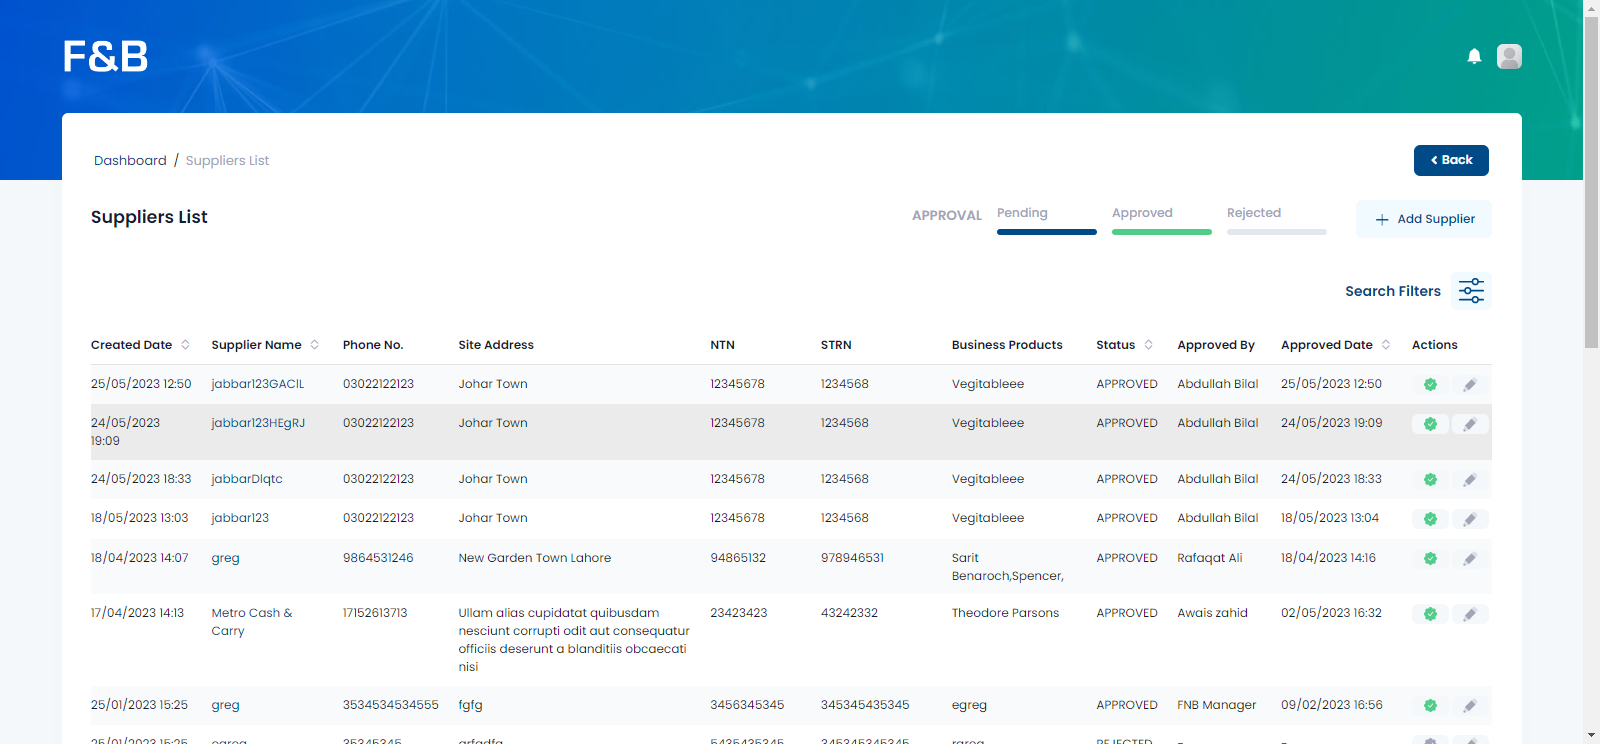 F&B
Dashboard / Suppliers List
Back
Suppliers List
APPROVAL Pending Approved Rejected
Add Supplier
Search Filters
Created Date Supplier Name Phone No. Site Address NTN STRN Business Products Status Approved By Approved Date Actions
25/05/2023 12:50 jabbar123GACIL 03022122123 Johar Town 12345678 1234568 Vegitableee APPROVED Abdullah Bilal 25/05/2023 12:50
24/05/2023 jabbar123HEgRJ 03022122123 Johar Town 12345678 1234568 Vegitableee APPROVED Abdullah Bilal 24/05/2023 19:09
19:09
24/05/2023 18:33 jabbarDlqtc 03022122123 Johar Town 12345678 1234568 Vegitableee APPROVED Abdullah Bilal 24/05/2023 18:33
18/05/2023 13:03 jabbar123 03022122123 Johar Town 12345678 1234568 Vegitableee APPROVED Abdullah Bilal 18/05/2023 13:04
18/04/2023 14:07 greg 9864531246 New Garden Town Lahore 94865132 978946531 Sarit APPROVED Rafaqat Ali 18/04/2023 14:16
Benaroch,Spencer,
17/04/2023 14:13 Metro Cash & 17152613713 Ullam alias cupidatat quibusdam 23423423 43242332 Theodore Parsons APPROVED Awais zahid 02/05/2023 16:32
Carry nesciunt corrupti odit aut consequatur
officiis deserunt a blanditiis obcaecati
nisi
25/01/2023 15:25 greg 3534534534555 fgfg 3456345345 345345435345 egreg APPROVED FNB Manager 09/02/2023 16:56
25/01/2023 15:25 35345345 5435435345 345345345345 REJECTED - -